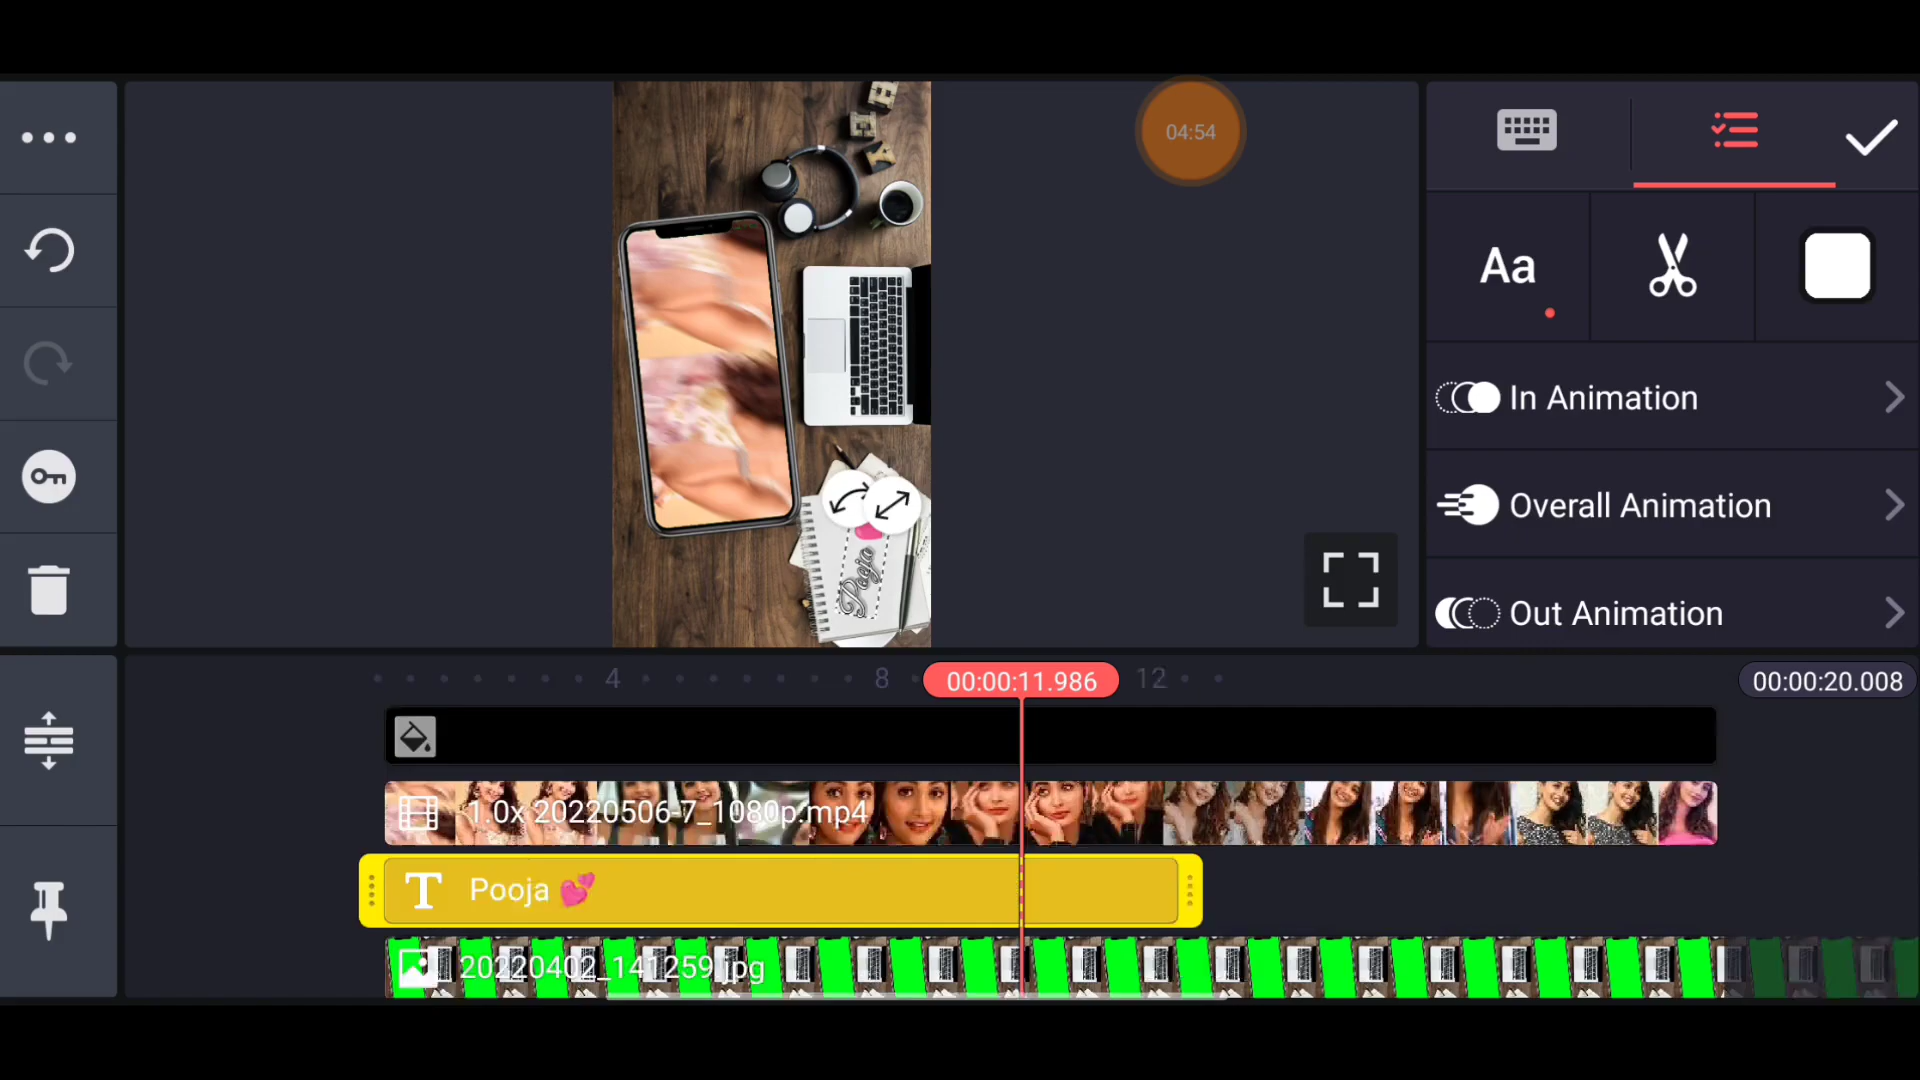 04:54
Aa
In Animation
Overall Animation
Pooja
Out Animation
4 8 00:00:11.986 12 00:00:20.008
1.0x 20220506 7_1080p.mp4
T Pooja 💕
20220402_141259.jpg